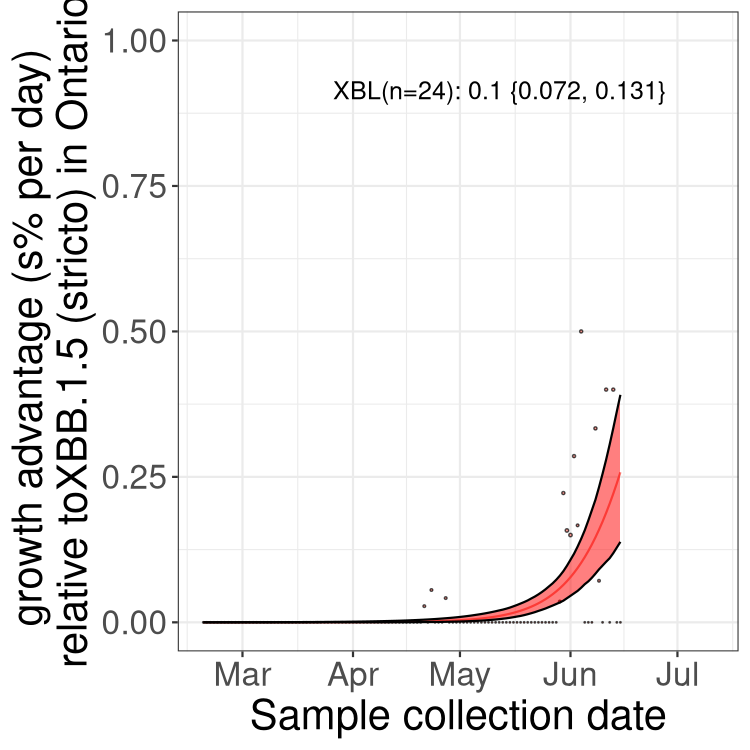 growth advantage (s% per day)
relative toXBB.1.5 (stricto) in Ontario
1.00
0.75
0.50
0.25
0.00
XBL(n=24): 0.1 {0.072, 0.131}
Mar Apr May Jun Jul
Sample collection date